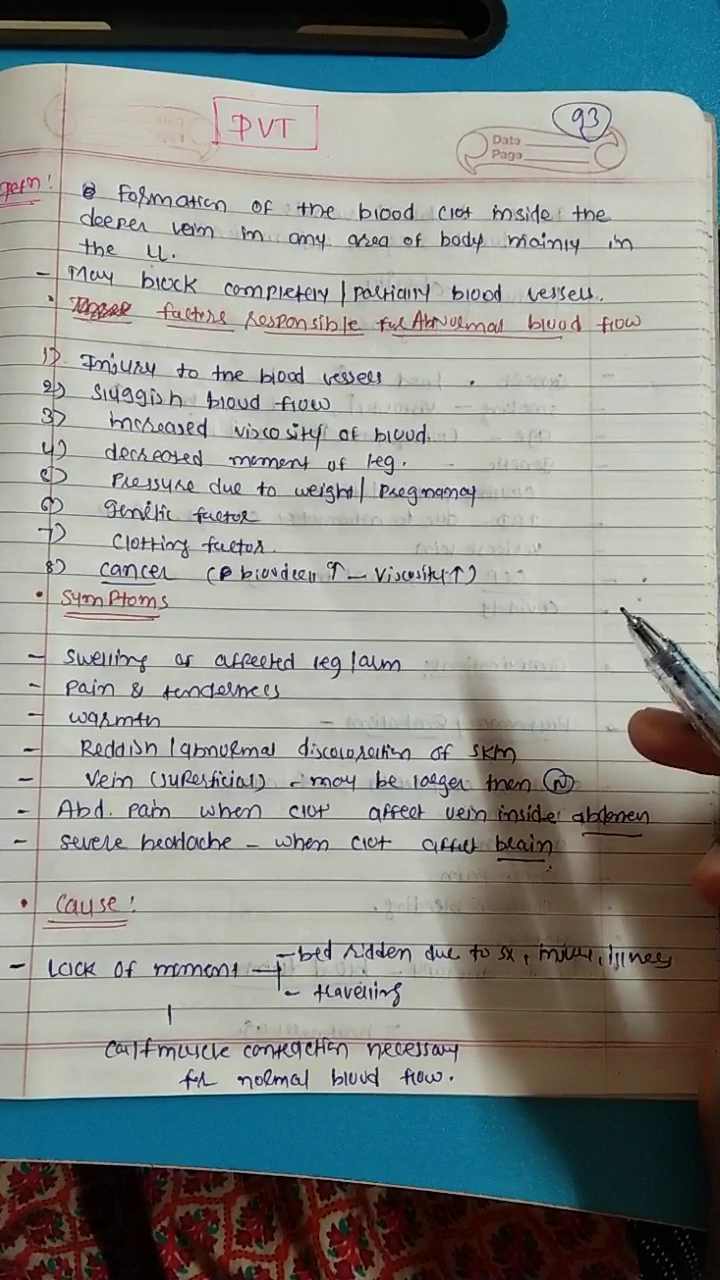 DVT
93
Data
Page
Defn:
Formation of the blood clot inside the
deeper vein in any area of body mainly in
the LL.
- May block completely / partially blood vessels.
• factors responsible for Abnormal blood flow
1) Injury to the blood vessels
2) Sluggish blood flow
3) increased viscosity of blood.
4) decreased moment of leg.
5) Pressure due to weight / Pregnancy
6) Genetic factor
7) Clotting factor.
8) cancer ( ↑ - Viscosity ↑)
• Symptoms
- Swelling of affected leg / arm
- Pain & tenderness
- warmth
- Reddish / abnormal discoloration of skin
- Vein (superficial) - may be larger then (N)
- Abd. pain when clot affect vein inside abdomen
- severe headache - when clot affect brain
• Cause:
- Lack of moment - bed ridden due to sx, injury, illness
- travelling
calf muscle contraction necessary
for normal blood flow.